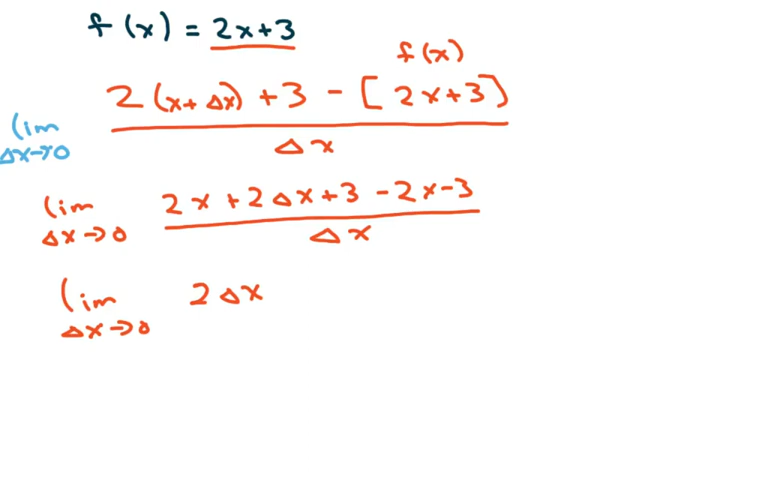 f(x) = 2x+3
f(x)
lim Δx→0 2(x+Δx)+3 - [2x+3] / Δx
lim Δx→0 2x+2Δx+3-2x-3 / Δx
lim Δx→0 2Δx